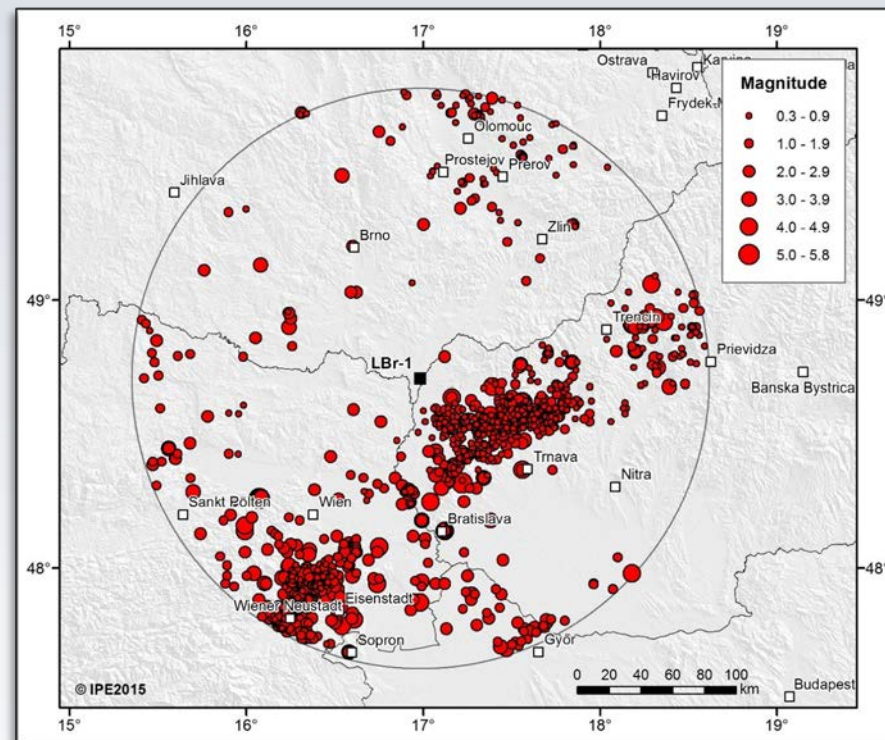 15°
16°
17°
18°
19°
Ostrava
Havirov
Frydek-M
Magnitude
0.3 - 0.9
1.0 - 1.9
2.0 - 2.9
3.0 - 3.9
4.0 - 4.9
5.0 - 5.8
Olomouc
Prostejov
Prerov
Jihlava
Zlin
Brno
49°
49°
Trencin
LBr-1
Prievidza
Banska Bystrica
Trnava
Nitra
Sankt Pölten
Wien
Bratislava
48°
48°
Eisenstadt
Wiener Neustadt
Sopron
Györ
0 20 40 60 80 100
km
© IPE2015
Budapest
15°
16°
17°
18°
19°